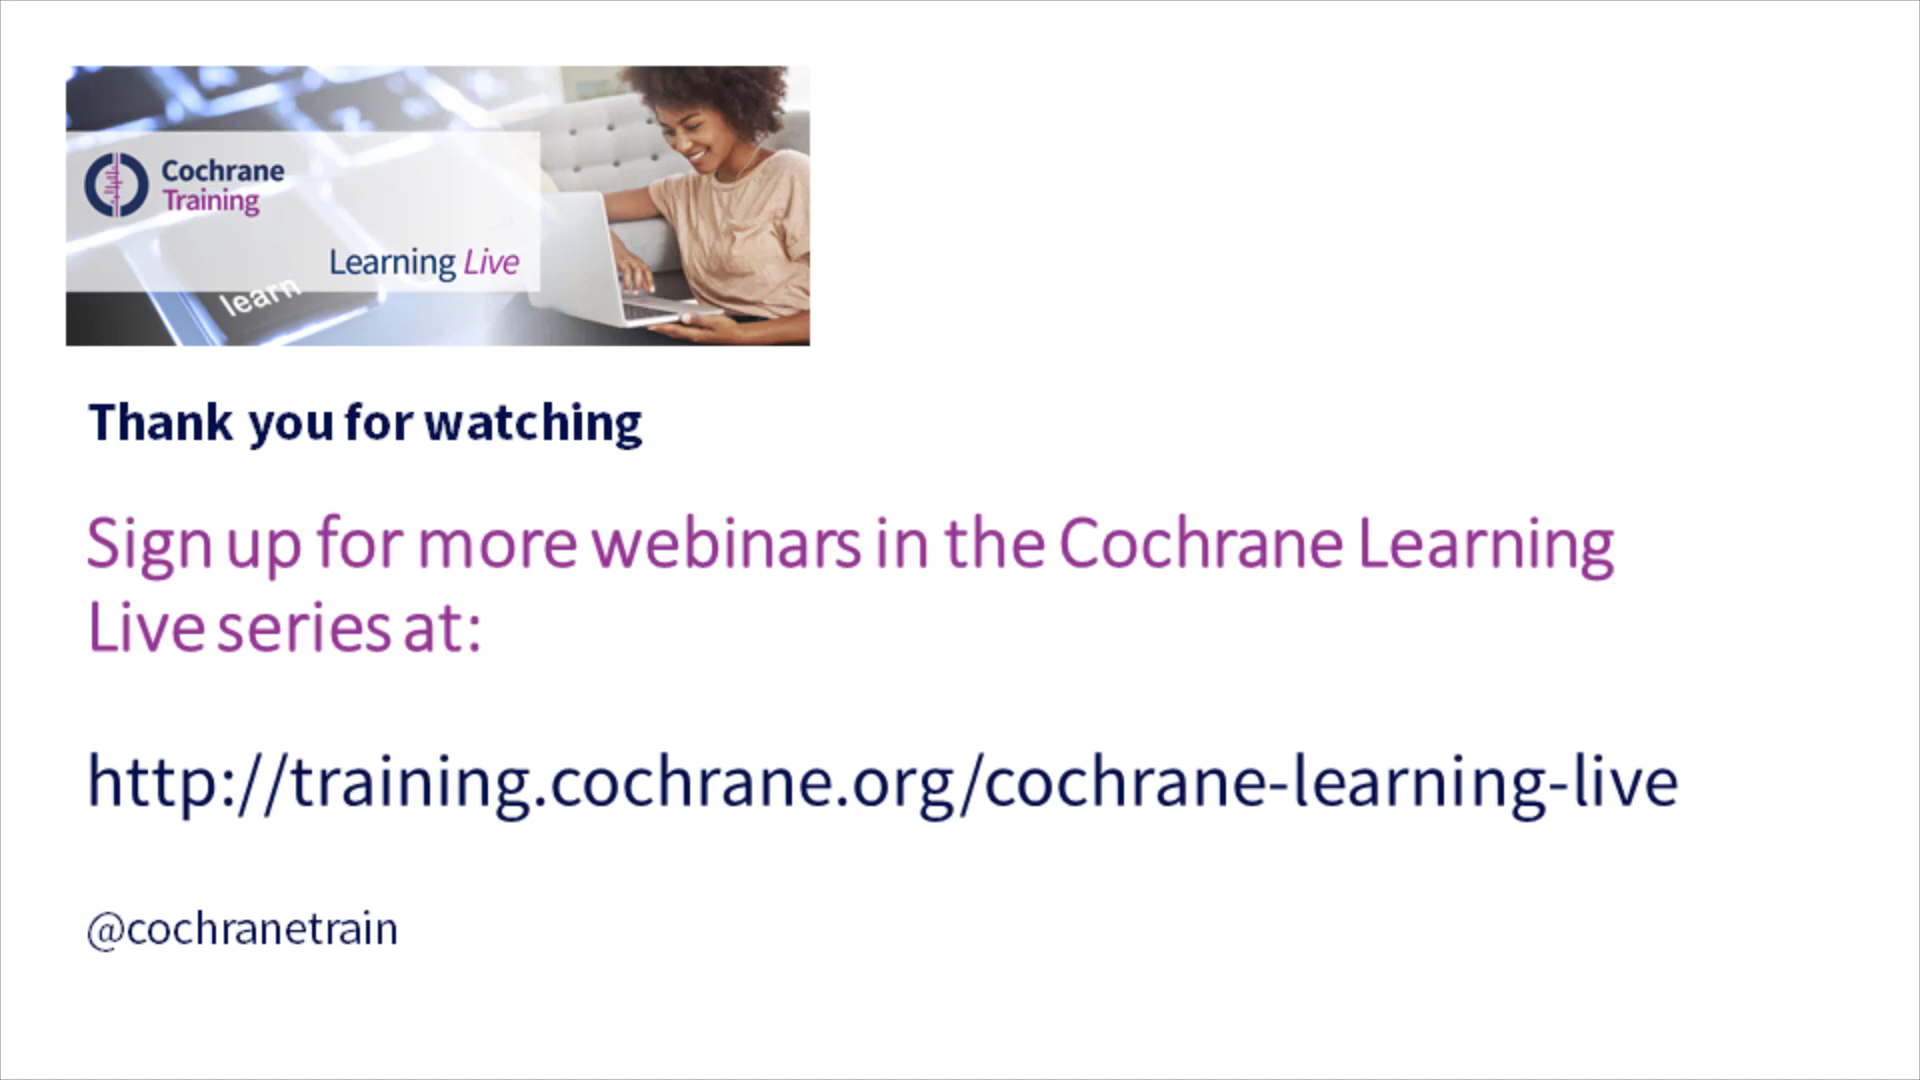 Cochrane
Training
Learning Live
learn
Thank you for watching
Sign up for more webinars in the Cochrane Learning
Live series at:
http://training.cochrane.org/cochrane-learning-live
@cochranetrain